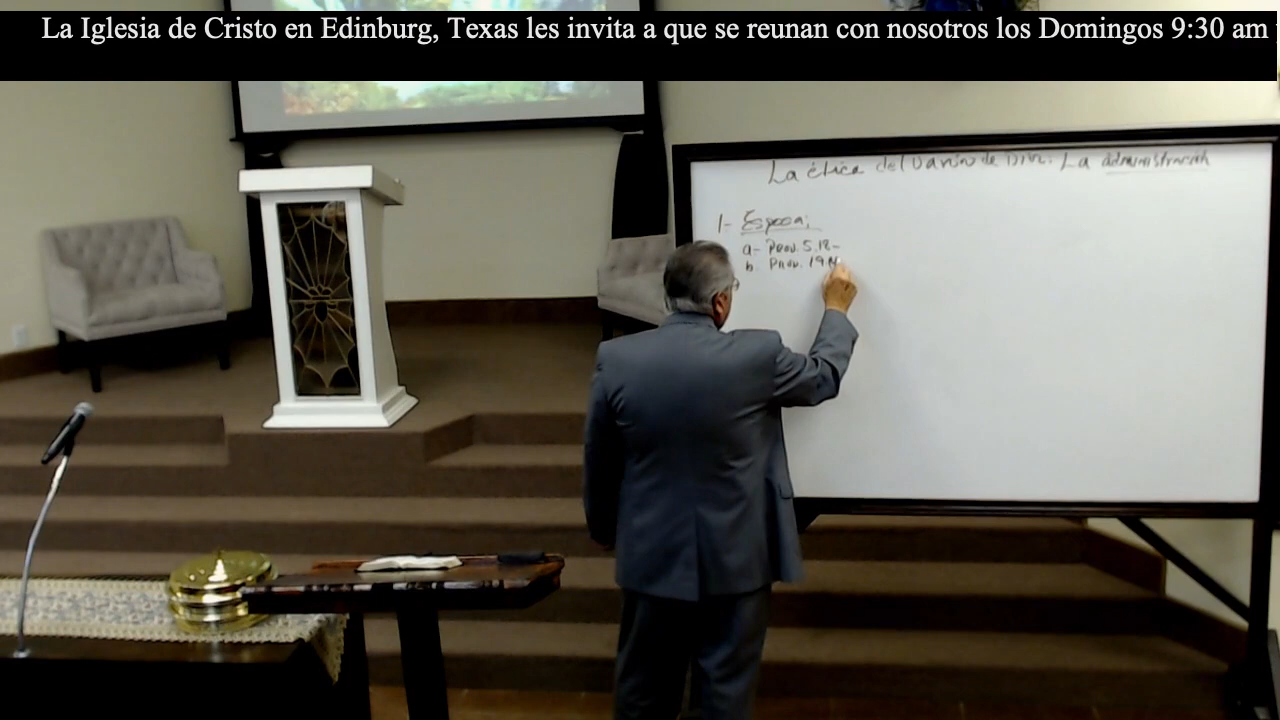 La Iglesia de Cristo en Edinburg, Texas les invita a que se reunan con nosotros los Domingos 9:30 am
La ética del Varón de Dios. La administración
1- Esposa:
a- Prov. 5.18-
b. Prov. 19.